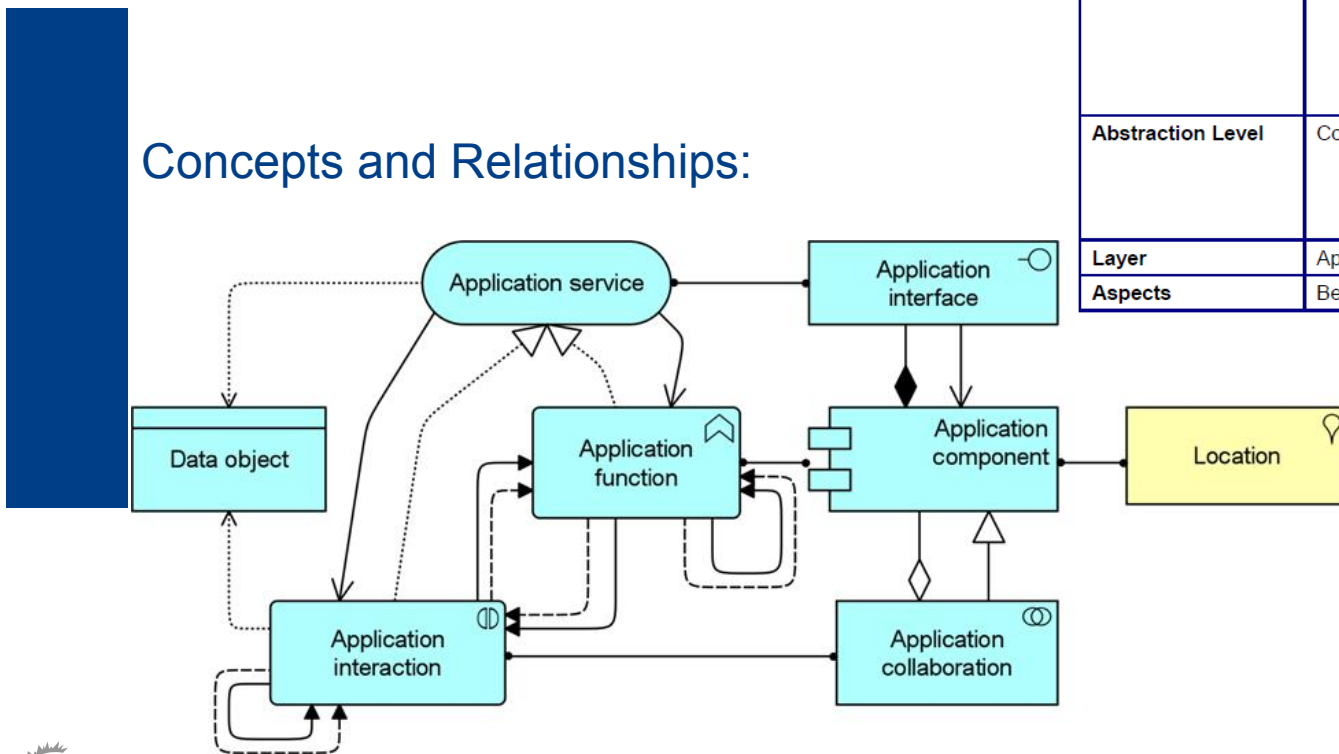 Concepts and Relationships:
Abstraction Level
Layer
Aspects
Application service
Application
interface
Data object
Application
function
Application
component
Location
Application
interaction
Application
collaboration